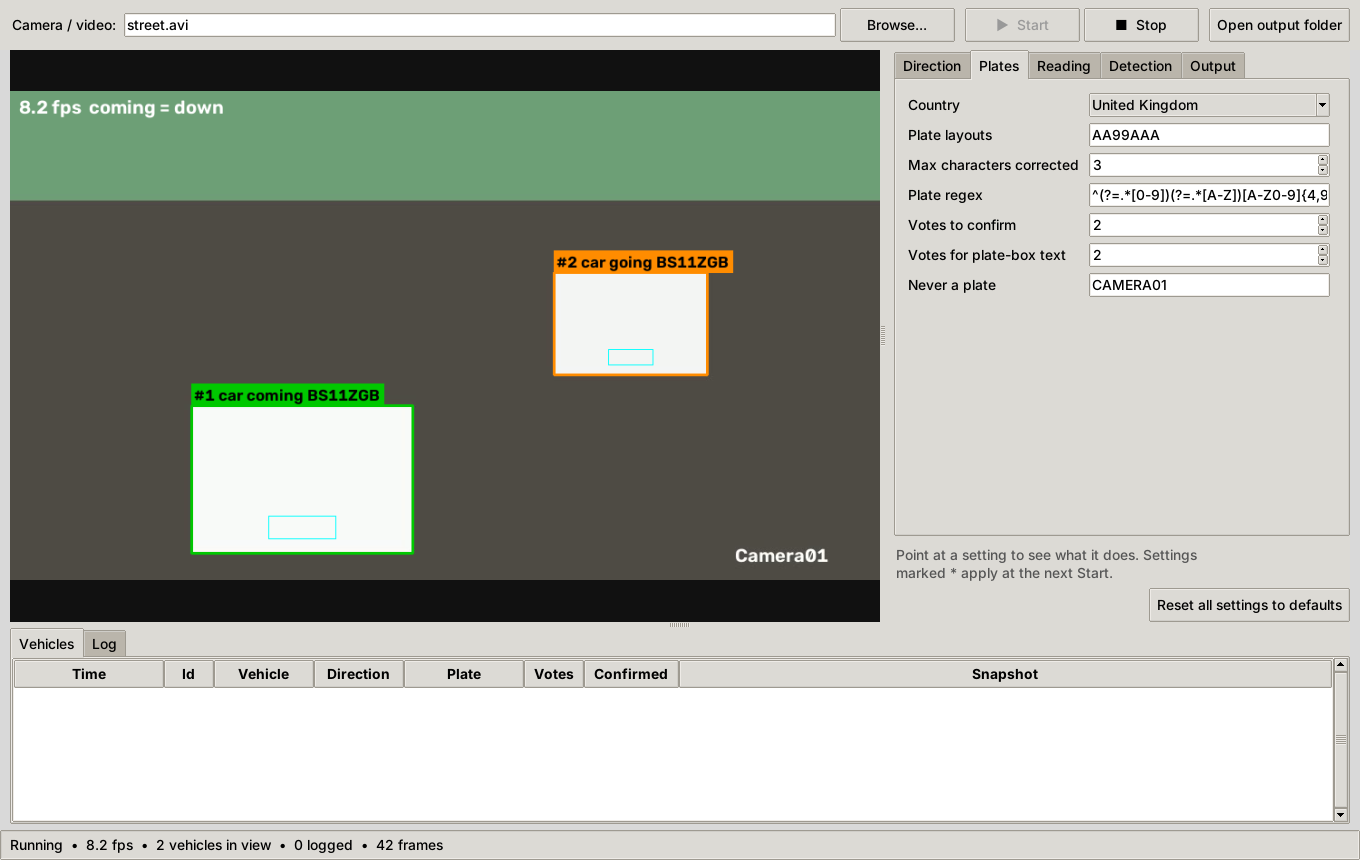 Camera / video: street.avi Browse... ▶ Start ■ Stop Open output folder
Direction Plates Reading Detection Output
8.2 fps coming = down
Country United Kingdom
Plate layouts AA99AAA
Max characters corrected 3
Plate regex ^(?=.*[0-9])(?=.*[A-Z])[A-Z0-9]{4,9
Votes to confirm 2
Votes for plate-box text 2
Never a plate CAMERA01
#2 car going BS11ZGB
#1 car coming BS11ZGB
Camera01
Point at a setting to see what it does. Settings
marked * apply at the next Start.
Reset all settings to defaults
Vehicles Log
Time Id Vehicle Direction Plate Votes Confirmed Snapshot
Running • 8.2 fps • 2 vehicles in view • 0 logged • 42 frames